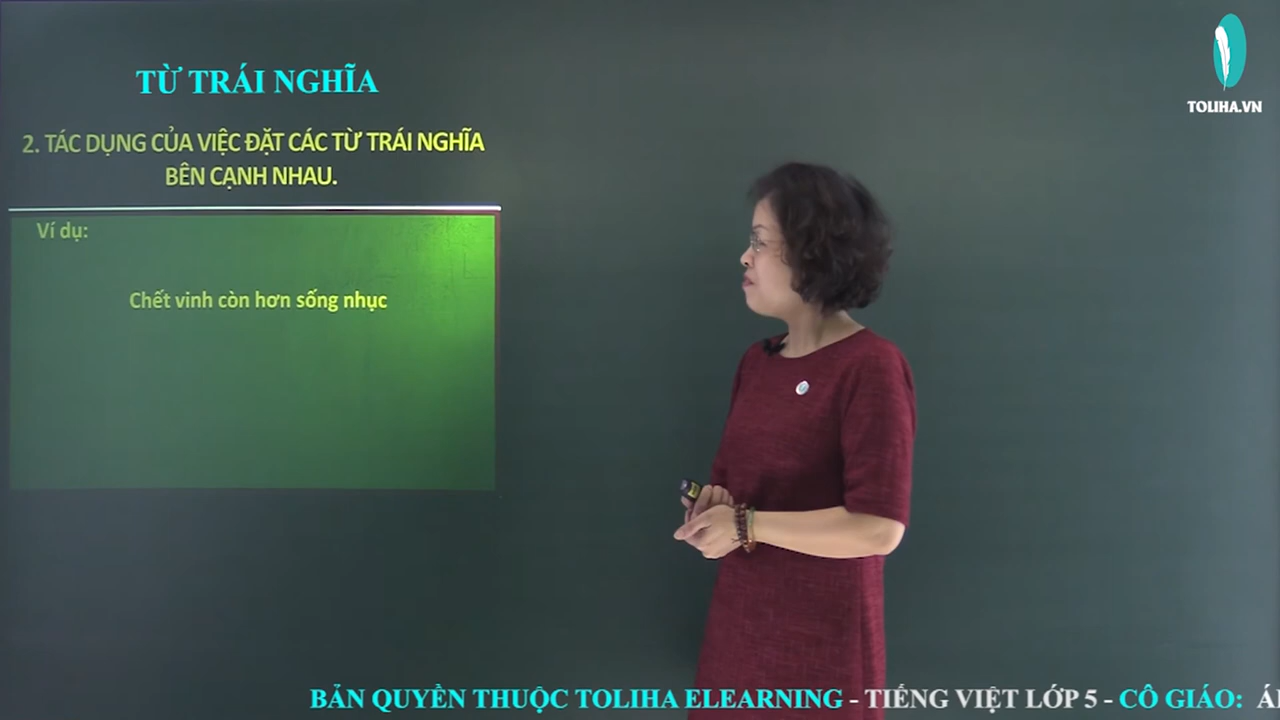 TỪ TRÁI NGHĨA
2. TÁC DỤNG CỦA VIỆC ĐẶT CÁC TỪ TRÁI NGHĨA
BÊN CẠNH NHAU.
Ví dụ:
Chết vinh còn hơn sống nhục
TOLIHA.VN
BẢN QUYỀN THUỘC TOLIHA ELEARNING - TIẾNG VIỆT LỚP 5 - CÔ GIÁO: